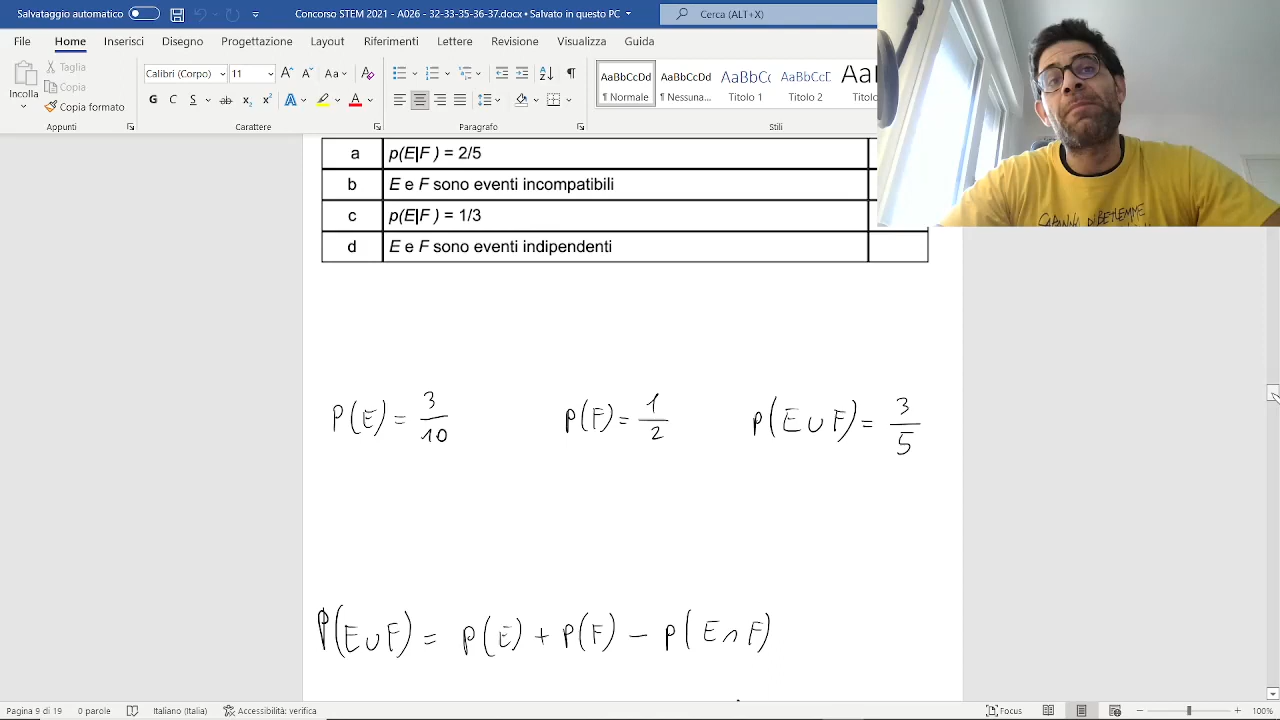 Salvataggio automatico
Concorso STEM 2021 - A026 - 32-33-35-36-37.docx • Salvato in questo PC
Cerca (ALT+X)
File Home Inserisci Disegno Progettazione Layout Riferimenti Lettere Revisione Visualizza Guida
Incolla
Taglia
Copia
Copia formato
Calibri (Corpo) 11
AaBbCcDd AaBbCcDd AaBbCc AaBbCcD Aa
¶ Normale ¶ Nessuna... Titolo 1 Titolo 2 Titolo
Appunti Carattere Paragrafo Stili
a p(E|F) = 2/5
b E e F sono eventi incompatibili
c p(E|F) = 1/3
d E e F sono eventi indipendenti
P(E) = 3/10 P(F) = 1/2 P(E∪F) = 3/5
P(E∪F) = P(E) + P(F) − P(E∩F)
Pagina 9 di 19 0 parole Italiano (Italia) Accessibilità: verifica Focus 100%